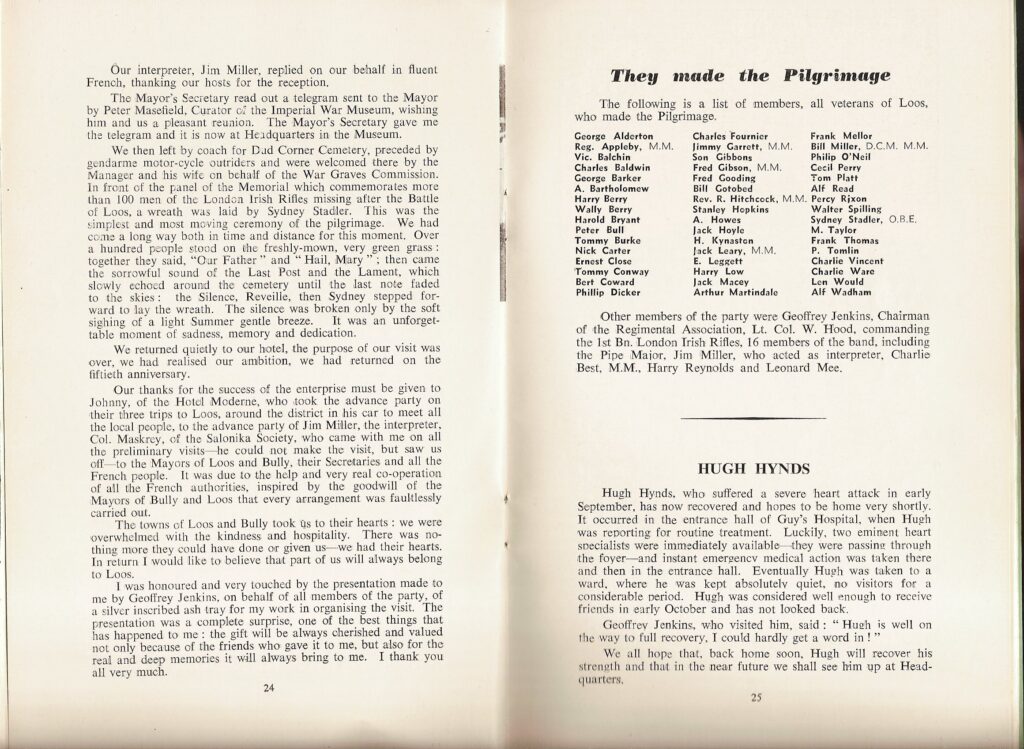 Our interpreter, Jim Miller, replied on our behalf in fluent
French, thanking our hosts for the reception.
The Mayor's Secretary read out a telegram sent to the Mayor
by Peter Masefield, Curator of the Imperial War Museum, wishing
him and us a pleasant reunion. The Mayor's Secretary gave me
the telegram and it is now at Headquarters in the Museum.
We then left by coach for Dud Corner Cemetery, preceded by
gendarme motor-cycle outriders and were welcomed there by the
Manager and his wife on behalf of the War Graves Commission.
In front of the panel of the Memorial which commemorates more
than 100 men of the London Irish Rifles missing after the Battle
of Loos, a wreath was laid by Sydney Stadler. This was the
simplest and most moving ceremony of the pilgrimage. We had
come a long way both in time and distance for this moment. Over
a hundred people stood on the freshly-mown, very green grass :
together they said, "Our Father" and "Hail, Mary" ; then came
the sorrowful sound of the Last Post and the Lament, which
slowly echoed around the cemetery until the last note faded
to the skies : the Silence, Reveille, then Sydney stepped for-
ward to lay the wreath. The silence was broken only by the soft
sighing of a light Summer gentle breeze. It was an unforget-
table moment of sadness, memory and dedication.
We returned quietly to our hotel, the purpose of our visit was
over, we had realised our ambition, we had returned on the
fiftieth anniversary.
Our thanks for the success of the enterprise must be given to
Johnny, of the Hotel Moderne, who took the advance party on
their three trips to Loos, around the district in his car to meet all
the local people, to the advance party of Jim Miller, the interpreter,
Col. Maskrey, of the Salonika Society, who came with me on all
the preliminary visits—he could not make the visit, but saw us
off—to the Mayors of Loos and Bully, their Secretaries and all the
French people. It was due to the help and very real co-operation
of all the French authorities, inspired by the goodwill of the
Mayors of Bully and Loos that every arrangement was faultlessly
carried out.
The towns of Loos and Bully took us to their hearts : we were
overwhelmed with the kindness and hospitality. There was no-
thing more they could have done or given us—we had their hearts.
In return I would like to believe that part of us will always belong
to Loos.
I was honoured and very touched by the presentation made to
me by Geoffrey Jenkins, on behalf of all members of the party, of
a silver inscribed ash tray for my work in organising the visit. The
presentation was a complete surprise, one of the best things that
has happened to me : the gift will be always cherished and valued
not only because of the friends who gave it to me, but also for the
real and deep memories it will always bring to me. I thank you
all very much.
24
They made the Pilgrimage
The following is a list of members, all veterans of Loos,
who made the Pilgrimage.
George Alderton
Reg. Appleby, M.M.
Vic. Balchin
Charles Baldwin
George Barker
A. Bartholomew
Harry Berry
Wally Berry
Harold Bryant
Peter Bull
Tommy Burke
Nick Carter
Ernest Close
Tommy Conway
Bert Coward
Phillip Dicker
Charles Fournier
Jimmy Garrett, M.M.
Son Gibbons
Fred Gibson, M.M.
Fred Gooding
Bill Gotobed
Rev. R. Hitchcock, M.M.
Stanley Hopkins
A. Howes
Jack Hoyle
H. Kynaston
Jack Leary, M.M.
E. Leggett
Harry Low
Jack Macey
Arthur Martindale
Frank Mellor
Bill Miller, D.C.M. M.M.
Philip O'Neil
Cecil Perry
Tom Platt
Alf Read
Percy Rixon
Walter Spilling
Sydney Stadler, O.B.E.
M. Taylor
Frank Thomas
P. Tomlin
Charlie Vincent
Charlie Ware
Len Would
Alf Wadham
Other members of the party were Geoffrey Jenkins, Chairman
of the Regimental Association, Lt. Col. W. Hood, commanding
the 1st Bn. London Irish Rifles, 16 members of the band, including
the Pipe Major, Jim Miller, who acted as interpreter, Charlie
Best, M.M., Harry Reynolds and Leonard Mee.
HUGH HYNDS
Hugh Hynds, who suffered a severe heart attack in early
September, has now recovered and hopes to be home very shortly.
It occurred in the entrance hall of Guy's Hospital, when Hugh
was reporting for routine treatment. Luckily, two eminent heart
specialists were immediately available—they were passing through
the foyer—and instant emergency medical action was taken there
and then in the entrance hall. Eventually Hugh was taken to a
ward, where he was kept absolutely quiet, no visitors for a
considerable period. Hugh was considered well enough to receive
friends in early October and has not looked back.
Geoffrey Jenkins, who visited him, said : "Hugh is well on
the way to full recovery, I could hardly get a word in !"
We all hope that, back home soon, Hugh will recover his
strength and that in the near future we shall see him up at Head-
quarters.
25